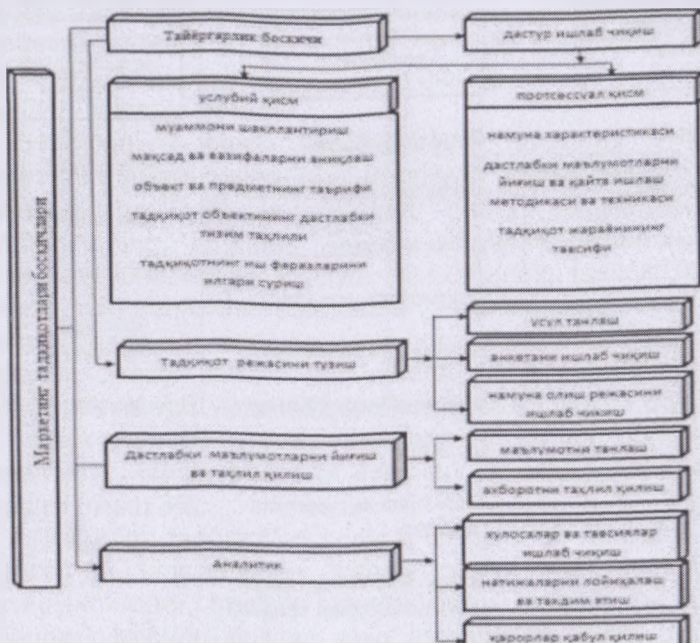 Маркетинг тадқиқотлари босқичлари
Тайёргарлик босқичи
дастур ишлаб чиқиш
услубий қисм
муаммони шакллантириш
мақсад ва вазифаларни аниқлаш
объект ва предметнинг таърифи
тадқиқот объектининг дастлабки
тизим таҳлили
тадқиқотнинг иш фаразларини
илгари суриш
протсессуал қисм
намуна характеристикаси
дастлабки маълумотларни
йиғиш ва қайта ишлаш
методикаси ва техникаси
тадқиқот жараёнининг
тавсифи
Тадқиқот режасини тузиш
усул танлаш
анкетани ишлаб чиқиш
намуна олиш режасини
ишлаб чиқиш
Дастлабки маълумотларни йиғиш
ва таҳлил қилиш
маълумотни танлаш
ахборотни таҳлил қилиш
Аналитик
хулосалар ва тавсиялар
ишлаб чиқиш
натижаларни лойиҳалаш
ва тақдим этиш
қарорлар қабул қилиш